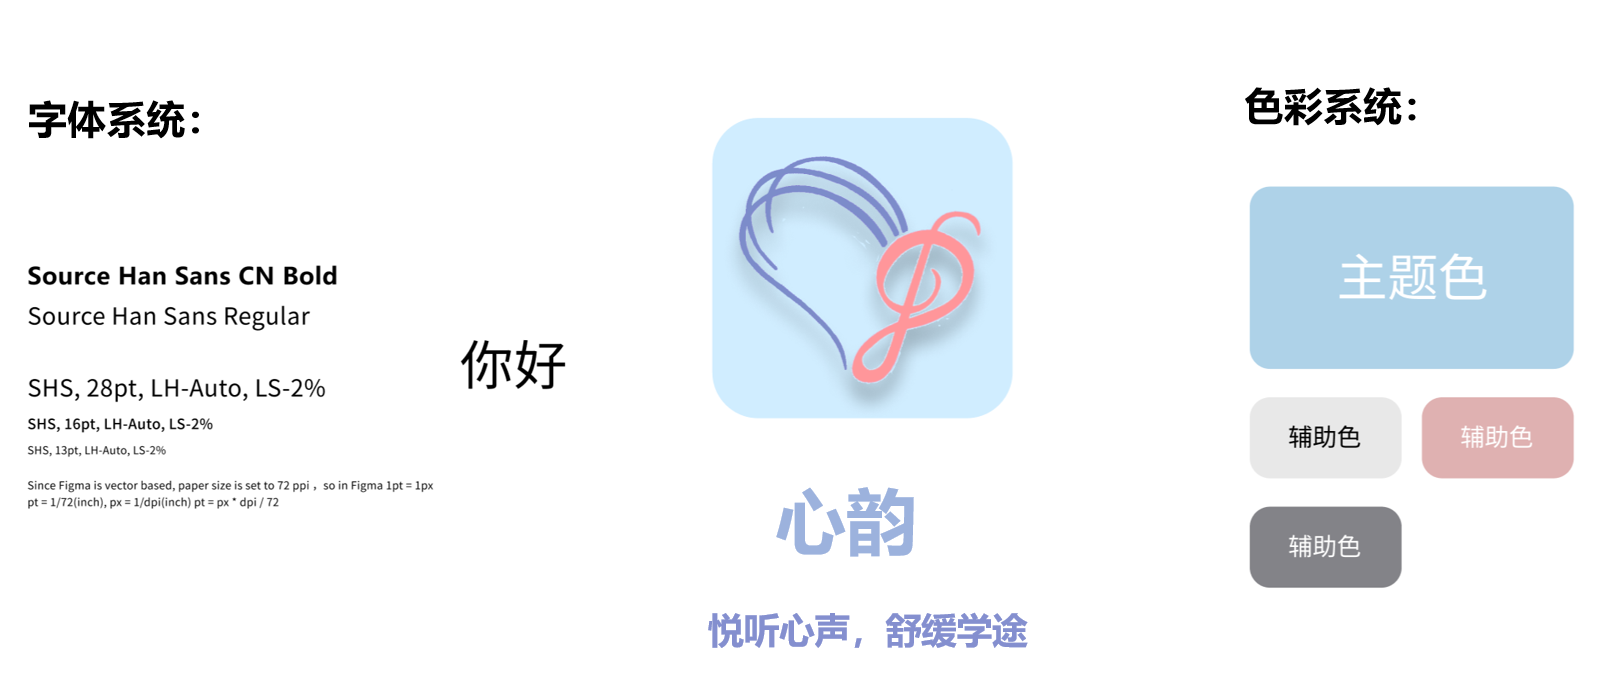 字体系统：
Source Han Sans CN Bold
Source Han Sans Regular
SHS, 28pt, LH-Auto, LS-2%
SHS, 16pt, LH-Auto, LS-2%
SHS, 13pt, LH-Auto, LS-2%
Since Figma is vector based, paper size is set to 72 ppi ，so in Figma 1pt = 1px
pt = 1/72(inch), px = 1/dpi(inch) pt = px * dpi / 72
你好
心韵
悦听心声，舒缓学途
色彩系统：
主题色
辅助色
辅助色
辅助色